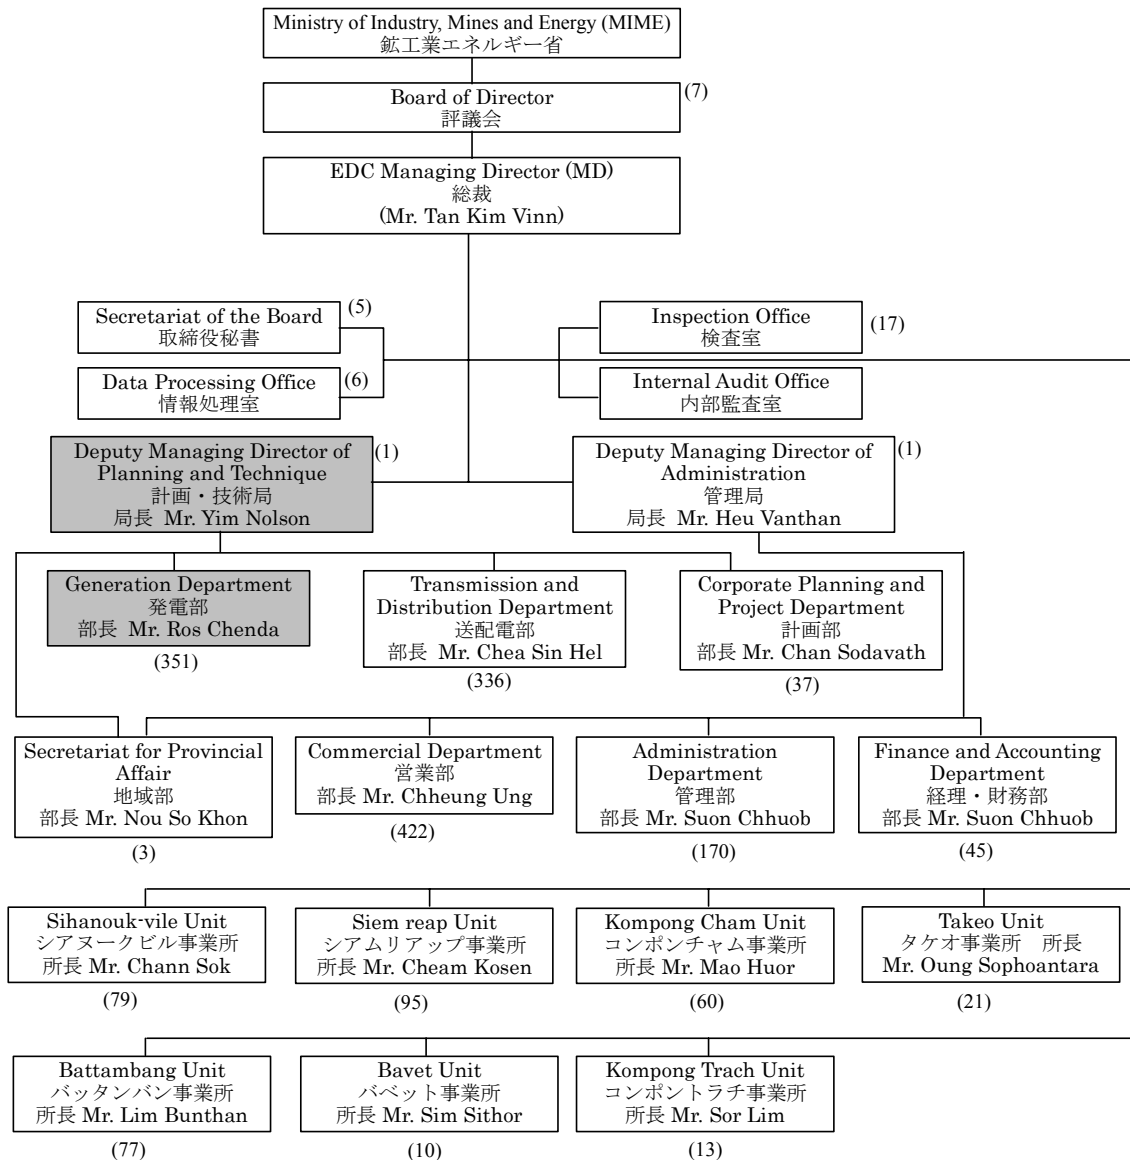 Ministry of Industry, Mines and Energy (MIME)
鉱工業エネルギー省
Board of Director
評議会
(7)
EDC Managing Director (MD)
総裁
(Mr. Tan Kim Vinn)
Secretariat of the Board
取締役秘書
(5)
Inspection Office
検査室
(17)
Data Processing Office
情報処理室
(6)
Internal Audit Office
内部監査室
Deputy Managing Director of
Planning and Technique
計画・技術局
局長 Mr. Yim Nolson
(1)
Deputy Managing Director of
Administration
管理局
局長 Mr. Heu Vanthan
(1)
Generation Department
発電部
部長 Mr. Ros Chenda
(351)
Transmission and
Distribution Department
送配電部
部長 Mr. Chea Sin Hel
(336)
Corporate Planning and
Project Department
計画部
部長 Mr. Chan Sodavath
(37)
Secretariat for Provincial
Affair
地域部
部長 Mr. Nou So Khon
(3)
Commercial Department
営業部
部長 Mr. Chheung Ung
(422)
Administration
Department
管理部
部長 Mr. Suon Chhuob
(170)
Finance and Accounting
Department
経理・財務部
部長 Mr. Suon Chhuob
(45)
Sihanouk-vile Unit
シアヌークビル事業所
所長 Mr. Chann Sok
(79)
Siem reap Unit
シアムリアップ事業所
所長 Mr. Cheam Kosen
(95)
Kompong Cham Unit
コンポンチャム事業所
所長 Mr. Mao Huor
(60)
Takeo Unit
タケオ事業所 所長
Mr. Oung Sophoantara
(21)
Battambang Unit
バッタンバン事業所
所長 Mr. Lim Bunthan
(77)
Bavet Unit
バベット事業所
所長 Mr. Sim Sithor
(10)
Kompong Trach Unit
コンポントラチ事業所
所長 Mr. Sor Lim
(13)